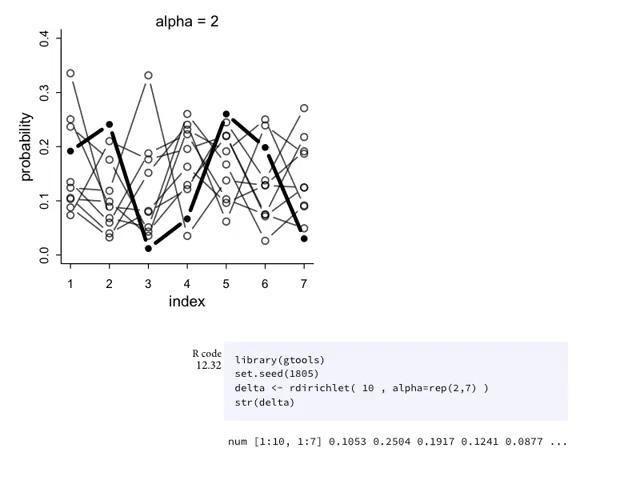 alpha = 2
probability
0.4
0.3
0.2
0.1
0.0
1 2 3 4 5 6 7
index
R code
12.32
library(gtools)
set.seed(1805)
delta <- rdirichlet( 10 , alpha=rep(2,7) )
str(delta)
num [1:10, 1:7] 0.1053 0.2504 0.1917 0.1241 0.0877 ...